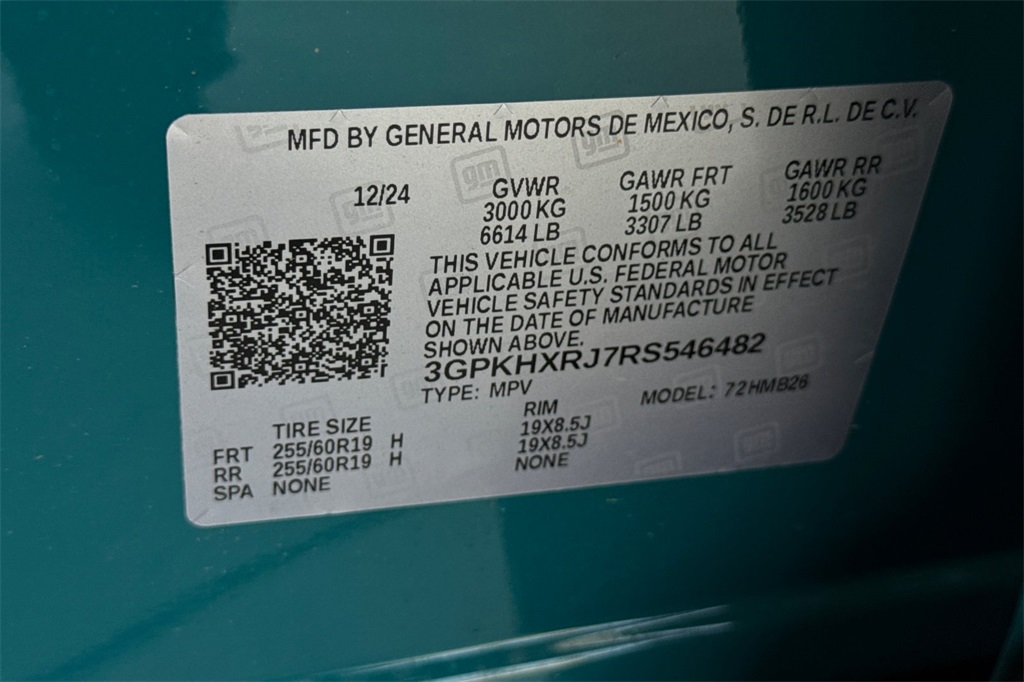 MFD BY GENERAL MOTORS DE MEXICO, S. DE R.L. DE C.V.
12/24
GVWR GAWR FRT GAWR RR
3000 KG 1500 KG 1600 KG
6614 LB 3307 LB 3528 LB
THIS VEHICLE CONFORMS TO ALL
APPLICABLE U.S. FEDERAL MOTOR
VEHICLE SAFETY STANDARDS IN EFFECT
ON THE DATE OF MANUFACTURE
SHOWN ABOVE.
3GPKHXRJ7RS546482
TYPE: MPV MODEL: 72HMB26
TIRE SIZE RIM
FRT 255/60R19 H 19X8.5J
RR 255/60R19 H 19X8.5J
SPA NONE NONE
gm
gm
gm